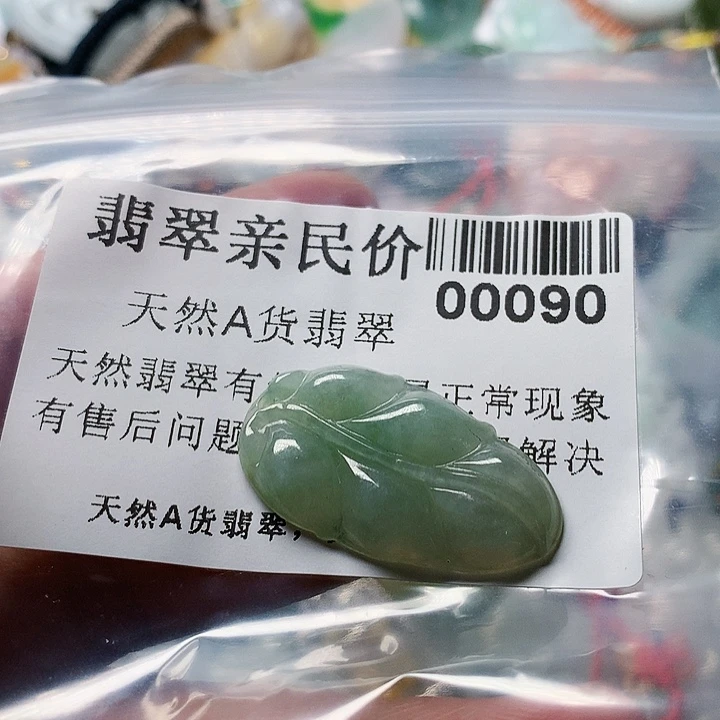 翡翠亲民价
00090
天然A货翡翠
天然翡翠有 正常现象
有售后问题 解决
天然A货翡翠,